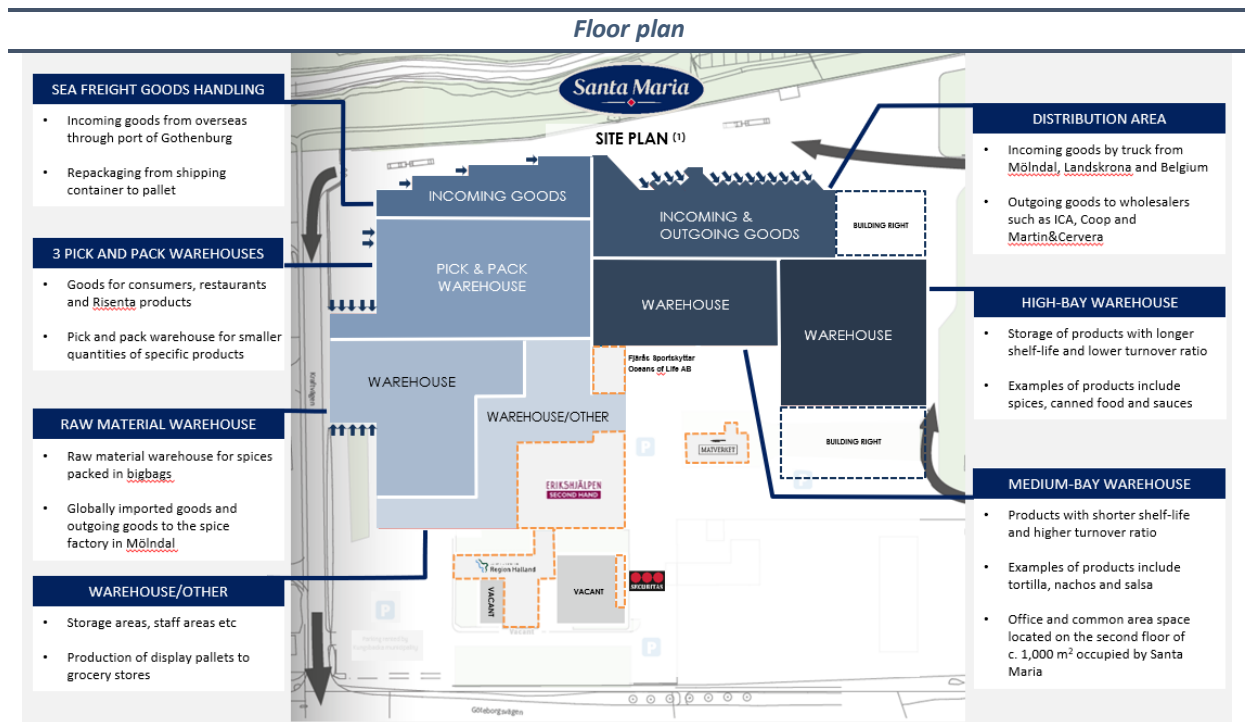 Floor plan
SEA FREIGHT GOODS HANDLING
• Incoming goods from overseas
through port of Gothenburg
• Repackaging from shipping
container to pallet
3 PICK AND PACK WAREHOUSES
• Goods for consumers, restaurants
and Risenta products
• Pick and pack warehouse for smaller
quantities of specific products
RAW MATERIAL WAREHOUSE
• Raw material warehouse for spices
packed in bigbags
• Globally imported goods and
outgoing goods to the spice
factory in Mölndal
WAREHOUSE/OTHER
• Storage areas, staff areas etc
• Production of display pallets to
grocery stores
Santa Maria
SITE PLAN (1)
INCOMING GOODS
INCOMING &
OUTGOING GOODS
BUILDING RIGHT
PICK & PACK
WAREHOUSE
WAREHOUSE
WAREHOUSE
Fjärås Sportskyttar
Oceans of Life AB
WAREHOUSE
WAREHOUSE/OTHER
P
MATVERKET
BUILDING RIGHT
P
ERIKSHJÄLPEN
SECOND HAND
Region Halland
VACANT
VACANT
SECURITAS
P
Vacant
P
Göteborgsvägen
DISTRIBUTION AREA
• Incoming goods by truck from
Mölndal, Landskrona and Belgium
• Outgoing goods to wholesalers
such as ICA, Coop and
Martin&Cervera
HIGH-BAY WAREHOUSE
• Storage of products with longer
shelf-life and lower turnover ratio
• Examples of products include
spices, canned food and sauces
MEDIUM-BAY WAREHOUSE
• Products with shorter shelf-life
and higher turnover ratio
• Examples of products include
tortilla, nachos and salsa
• Office and common area space
located on the second floor of
c. 1,000 m² occupied by Santa
Maria